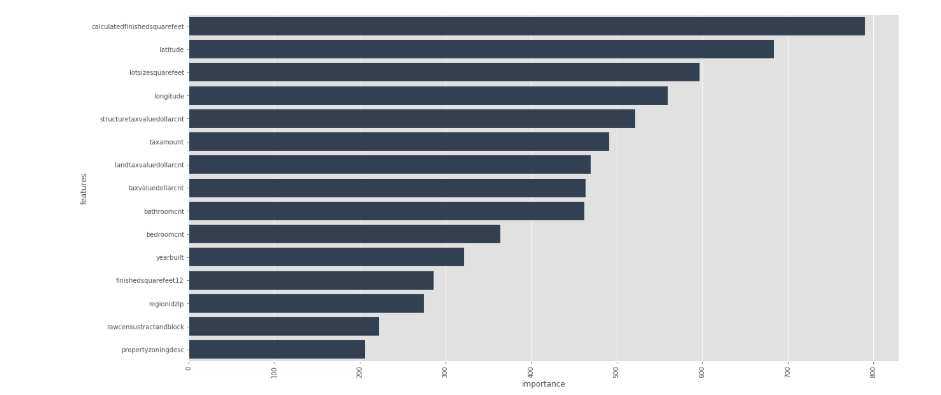 calculatedfinishedsquarefeet
latitude
lotsizesquarefeet
longitude
structuretaxvaluedollarcnt
taxamount
landtaxvaluedollarcnt
taxvaluedollarcnt
bathroomcnt
bedroomcnt
yearbuilt
finishedsquarefeet12
regionidzip
rawcensustractandblock
propertyzoningdesc
features
0 100 200 300 400 500 600 700 800
importance